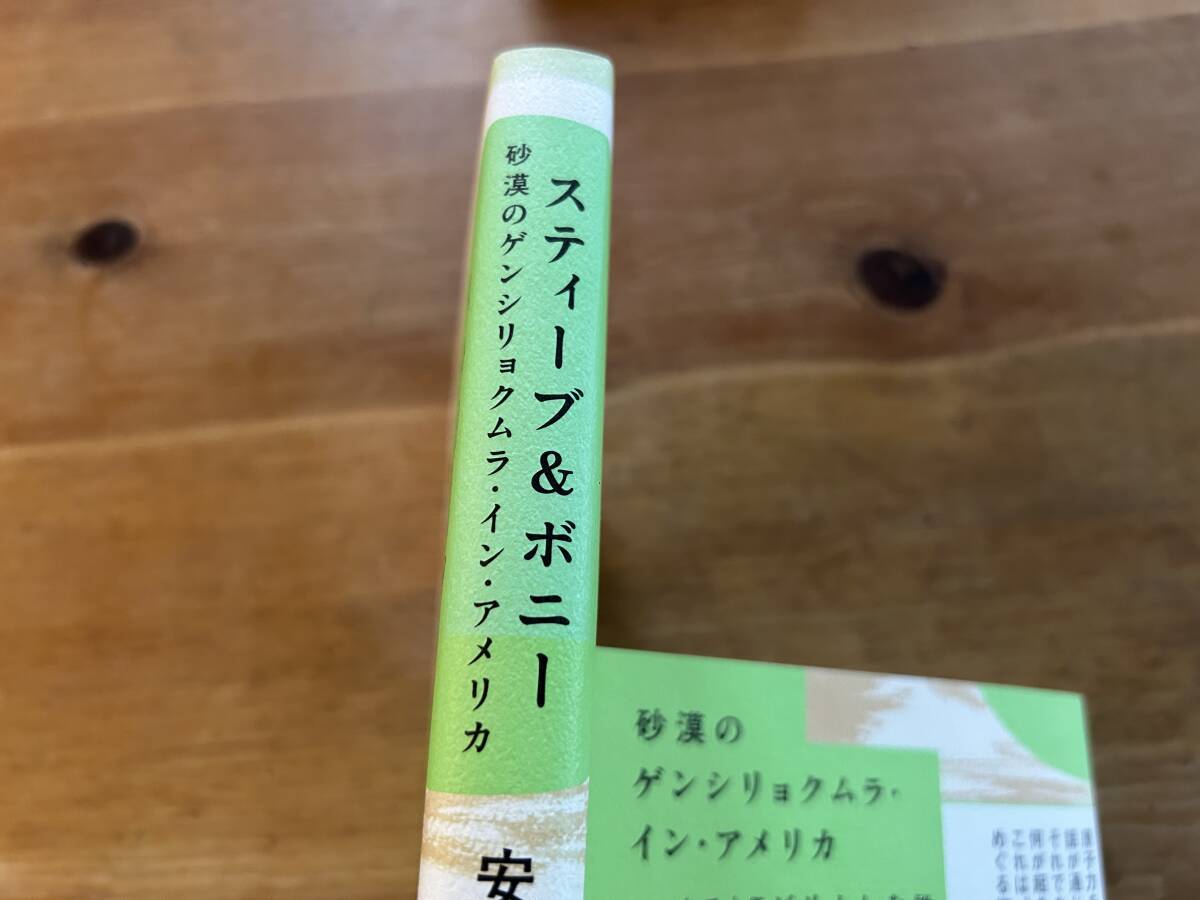 スティーブ&ボニー
砂漠のゲンシリョクムラ・イン・アメリカ
安
砂漠の
ゲンシリョクムラ・
イン・アメリカ